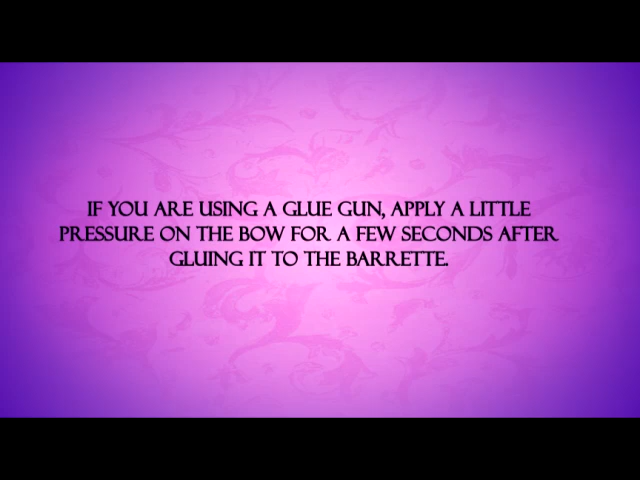 IF YOU ARE USING A GLUE GUN, APPLY A LITTLE
PRESSURE ON THE BOW FOR A FEW SECONDS AFTER
GLUING IT TO THE BARRETTE.